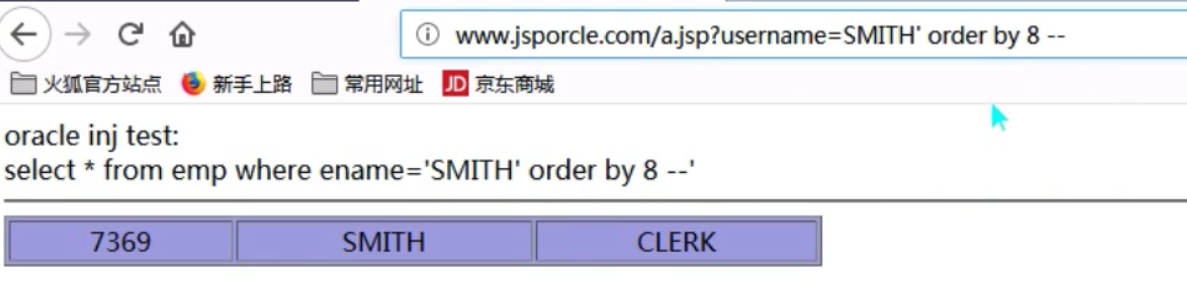 www.jsporcle.com/a.jsp?username=SMITH' order by 8 --
火狐官方站点 新手上路 常用网址 JD 京东商城
oracle inj test:
select * from emp where ename='SMITH' order by 8 --'
7369 SMITH CLERK